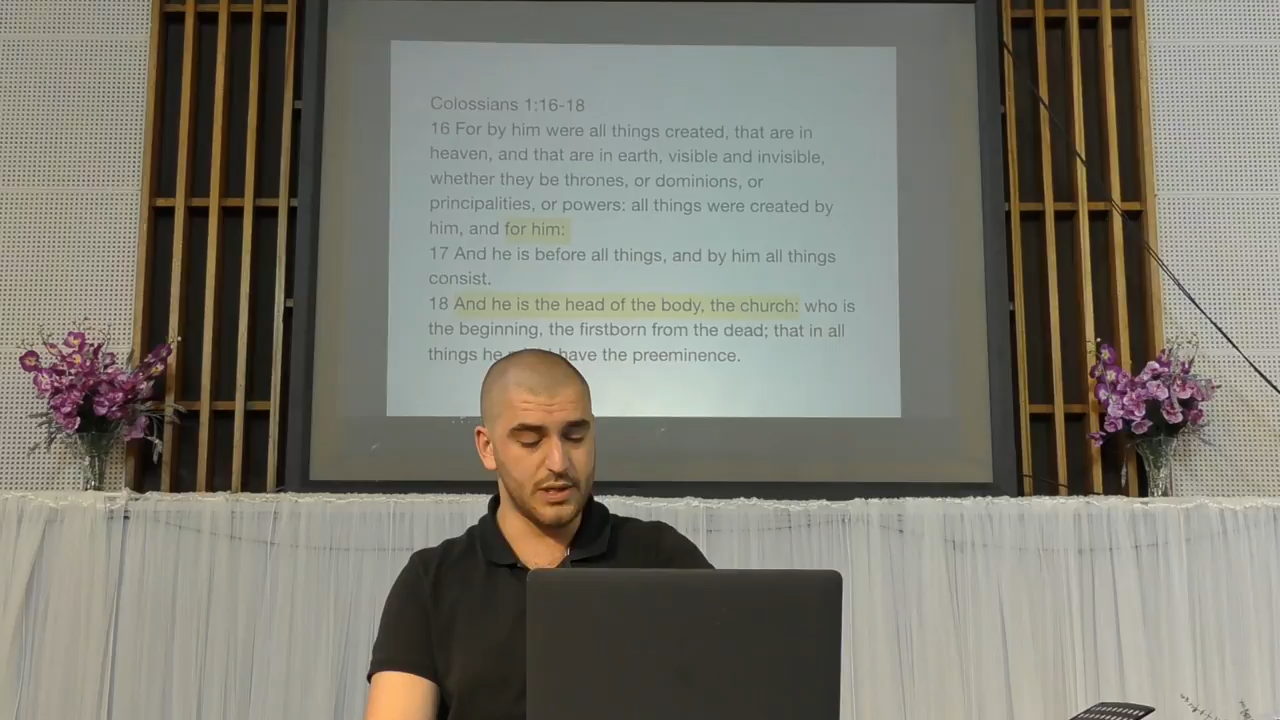 Colossians 1:16-18
16 For by him were all things created, that are in
heaven, and that are in earth, visible and invisible,
whether they be thrones, or dominions, or
principalities, or powers: all things were created by
him, and for him:
17 And he is before all things, and by him all things
consist.
18 And he is the head of the body, the church: who is
the beginning, the firstborn from the dead; that in all
things he have the preeminence.